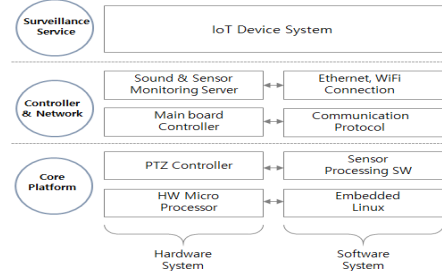 Surveillance
Service
IoT Device System
Controller
& Network
Sound & Sensor
Monitoring Server
Ethernet, WiFi
Connection
Main board
Controller
Communication
Protocol
Core
Platform
PTZ Controller
Sensor
Processing SW
HW Micro
Processor
Embedded
Linux
Hardware
System
Software
System